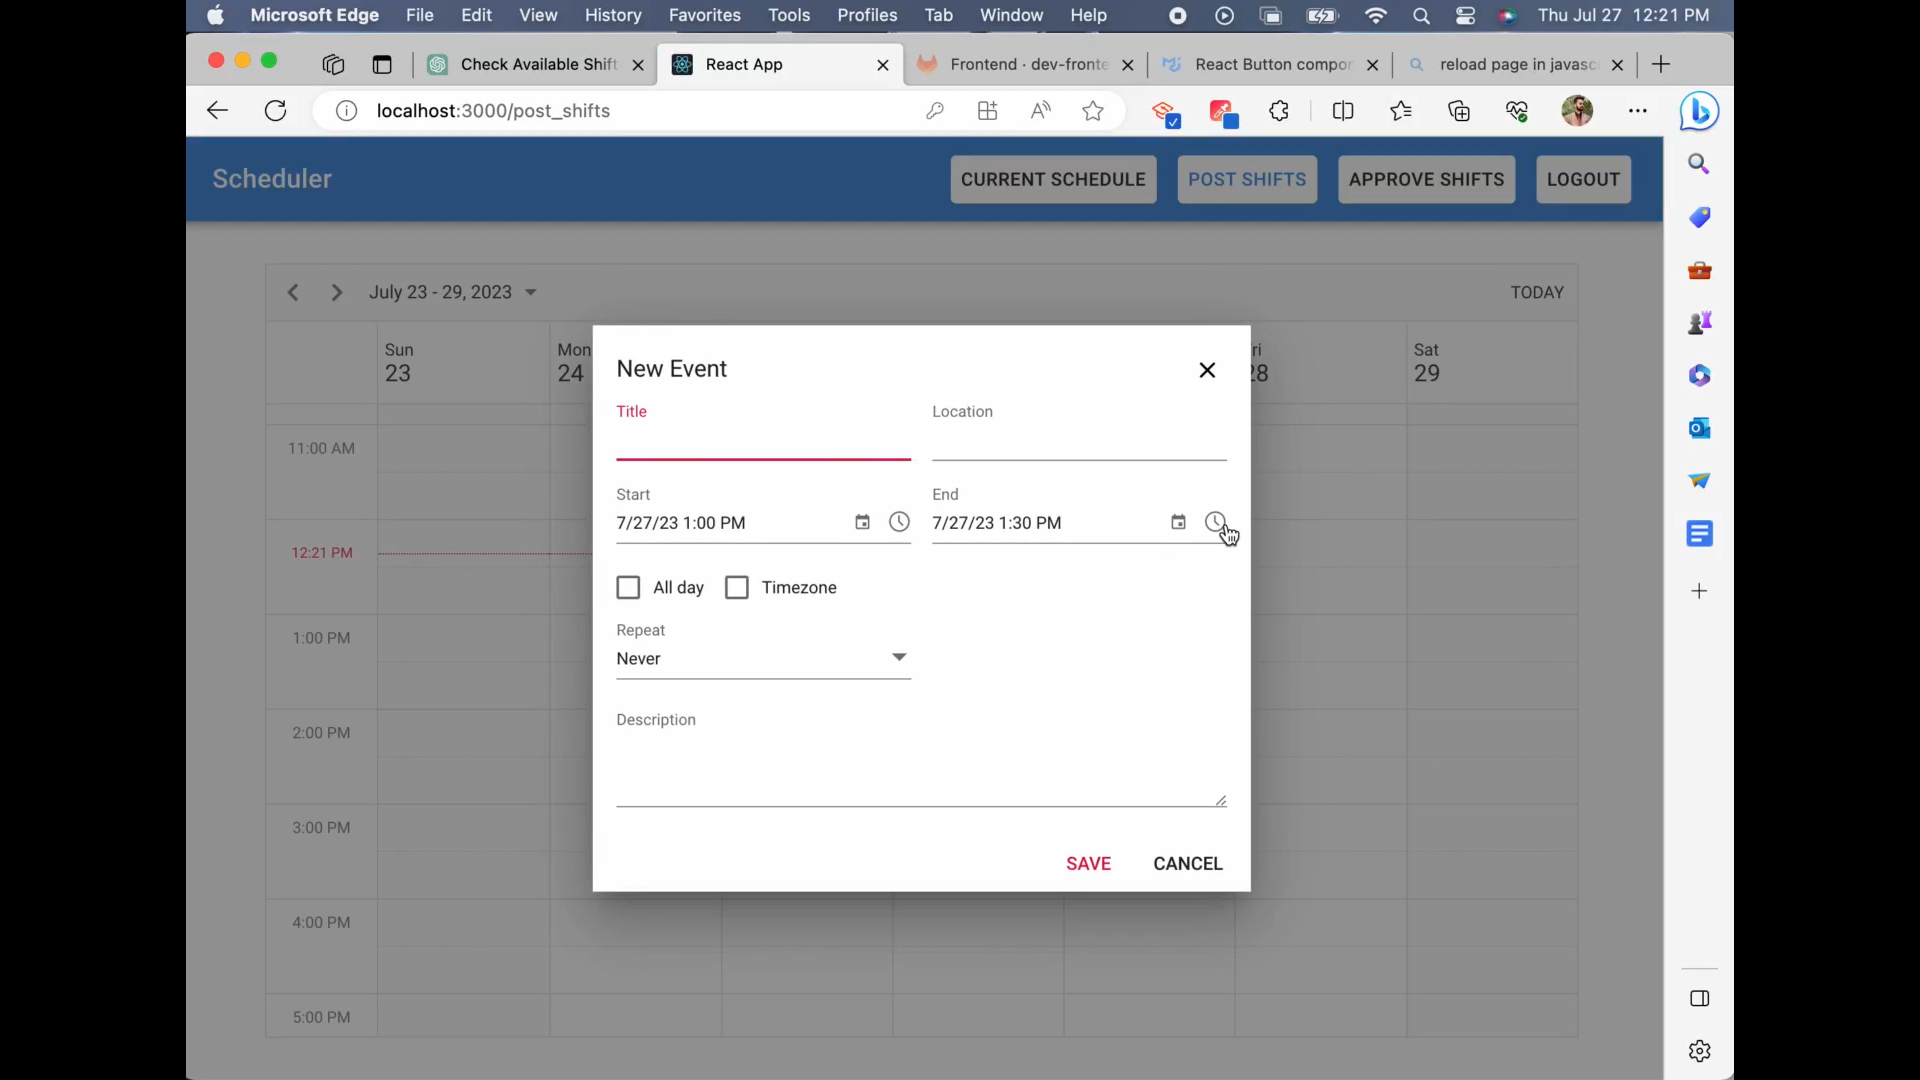 Microsoft Edge File Edit View History Favorites Tools Profiles Tab Window Help Thu Jul 27 12:21 PM
Check Available Shift React App Frontend · dev-fronte React Button compor reload page in javasc
localhost:3000/post_shifts
Scheduler CURRENT SCHEDULE POST SHIFTS APPROVE SHIFTS LOGOUT
July 23 - 29, 2023 TODAY
Sun Mon ri Sat
23 24 28 29
New Event
Title Location
11:00 AM
Start End
7/27/23 1:00 PM 7/27/23 1:30 PM
12:21 PM
All day Timezone
1:00 PM
Repeat
Never
2:00 PM
Description
3:00 PM
SAVE CANCEL
4:00 PM
5:00 PM